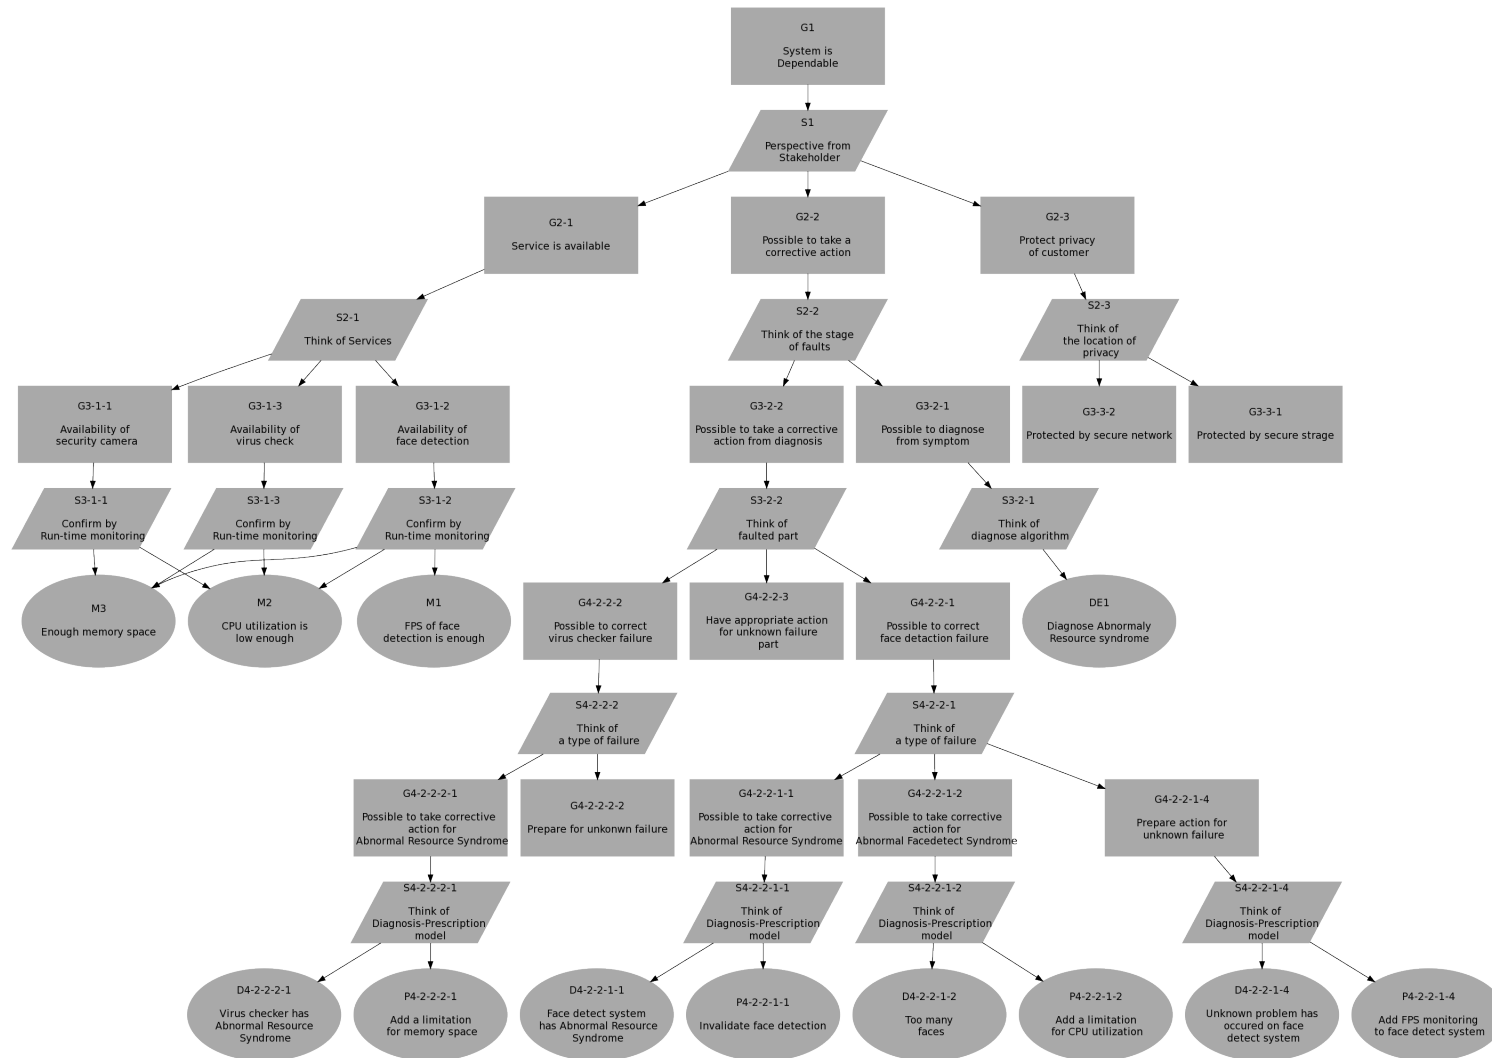 G1
System is
Dependable
S1
Perspective from
Stakeholder
G2-1
Service is available
G2-2
Possible to take a
corrective action
G2-3
Protect privacy
of customer
S2-1
Think of Services
S2-2
Think of the stage
of faults
S2-3
Think of
the location of
privacy
G3-1-1
Availability of
security camera
G3-1-3
Availability of
virus check
G3-1-2
Availability of
face detection
G3-2-2
Possible to take a corrective
action from diagnosis
G3-2-1
Possible to diagnose
from symptom
G3-3-2
Protected by secure network
G3-3-1
Protected by secure strage
S3-1-1
Confirm by
Run-time monitoring
S3-1-3
Confirm by
Run-time monitoring
S3-1-2
Confirm by
Run-time monitoring
S3-2-2
Think of
faulted part
S3-2-1
Think of
diagnose algorithm
M3
Enough memory space
M2
CPU utilization is
low enough
M1
FPS of face
detection is enough
G4-2-2-2
Possible to correct
virus checker failure
G4-2-2-3
Have appropriate action
for unknown failure
part
G4-2-2-1
Possible to correct
face detaction failure
DE1
Diagnose Abnormaly
Resource syndrome
S4-2-2-2
Think of
a type of failure
S4-2-2-1
Think of
a type of failure
G4-2-2-2-1
Possible to take corrective
action for
Abnormal Resource Syndrome
G4-2-2-2-2
Prepare for unkonwn failure
G4-2-2-1-1
Possible to take corrective
action for
Abnormal Resource Syndrome
G4-2-2-1-2
Possible to take corrective
action for
Abnormal Facedetect Syndrome
G4-2-2-1-4
Prepare action for
unknown failure
S4-2-2-2-1
Think of
Diagnosis-Prescription
model
S4-2-2-1-1
Think of
Diagnosis-Prescription
model
S4-2-2-1-2
Think of
Diagnosis-Prescription
model
S4-2-2-1-4
Think of
Diagnosis-Prescription
model
D4-2-2-2-1
Virus checker has
Abnormal Resource
Syndrome
P4-2-2-2-1
Add a limitation
for memory space
D4-2-2-1-1
Face detect system
has Abnormal Resource
Syndrome
P4-2-2-1-1
Invalidate face detection
D4-2-2-1-2
Too many
faces
P4-2-2-1-2
Add a limitation
for CPU utilization
D4-2-2-1-4
Unknown problem has
occured on face
detect system
P4-2-2-1-4
Add FPS monitoring
to face detect system